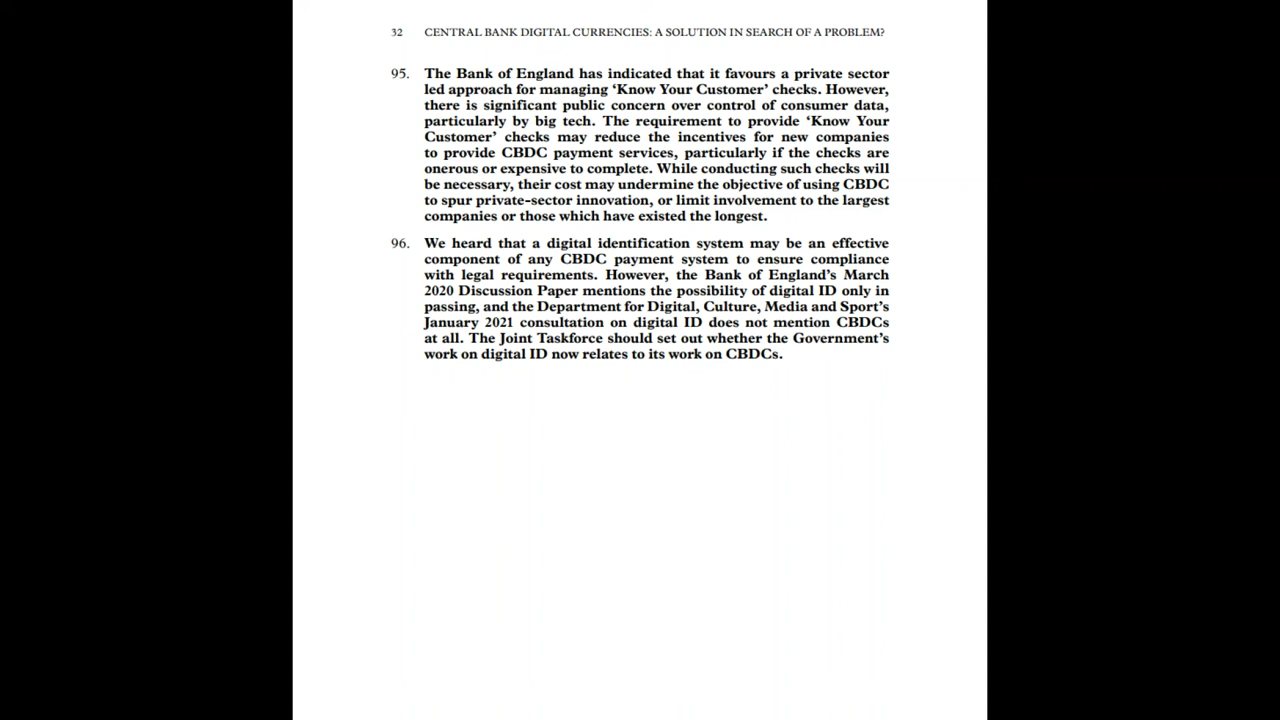 32 CENTRAL BANK DIGITAL CURRENCIES: A SOLUTION IN SEARCH OF A PROBLEM?
95. The Bank of England has indicated that it favours a private sector
led approach for managing ‘Know Your Customer’ checks. However,
there is significant public concern over control of consumer data,
particularly by big tech. The requirement to provide ‘Know Your
Customer’ checks may reduce the incentives for new companies
to provide CBDC payment services, particularly if the checks are
onerous or expensive to complete. While conducting such checks will
be necessary, their cost may undermine the objective of using CBDC
to spur private-sector innovation, or limit involvement to the largest
companies or those which have existed the longest.
96. We heard that a digital identification system may be an effective
component of any CBDC payment system to ensure compliance
with legal requirements. However, the Bank of England’s March
2020 Discussion Paper mentions the possibility of digital ID only in
passing, and the Department for Digital, Culture, Media and Sport’s
January 2021 consultation on digital ID does not mention CBDCs
at all. The Joint Taskforce should set out whether the Government’s
work on digital ID now relates to its work on CBDCs.